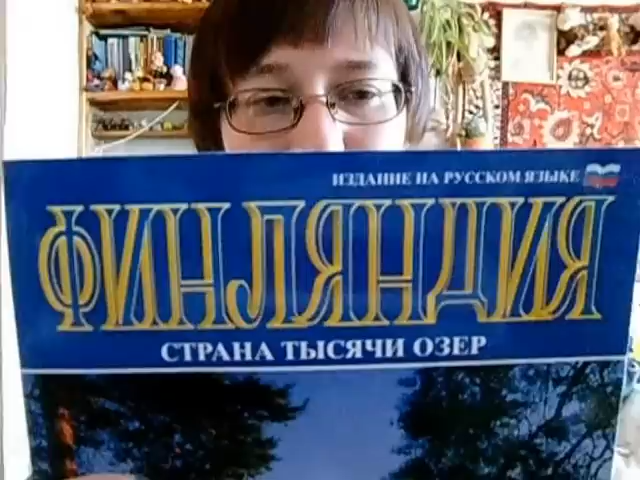 ИЗДАНИЕ НА РУССКОМ ЯЗЫКЕ
ФИНЛЯНДИЯ
СТРАНА ТЫСЯЧИ ОЗЕР